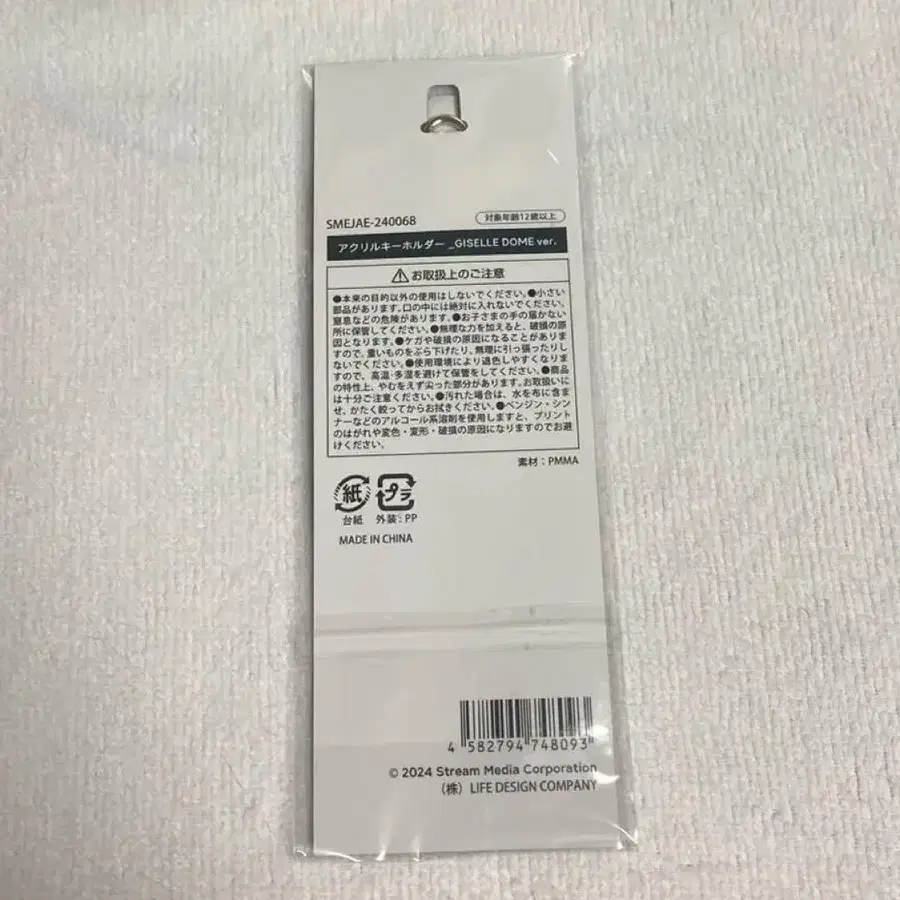 SMEJAE-240068
対象年齢12歳以上
アクリルキーホルダー _GISELLE DOME ver.
お取扱上のご注意
●本来の目的以外の使用はしないでください。●小さい
部品があります。口の中には絶対に入れないでください。
窒息などの危険があります。●お子さまの手の届かない
所に保管してください。●無理な力を加えると、破損の原
因となります。●ケガや破損の原因になることがありま
すので、重いものをぶら下げたり、無理に引っ張ったりし
ないでください。●使用環境により退色しやすくなりま
すので、高温・多湿を避けて保管をしてください。●商品
の特性上、やむをえず尖った部分があります。お取扱いに
は十分ご注意ください。●汚れた場合は、水を布に含ま
せ、かたく絞ってからお拭きください。●ベンジン・シン
ナーなどのアルコール系溶剤を使用しますと、プリント
のはがれや変色・変形・破損の原因になりますのでお避
けください。
素材：PMMA
紙 プラ
台紙 外装：PP
MADE IN CHINA
4 582794 748093
© 2024 Stream Media Corporation
（株）LIFE DESIGN COMPANY